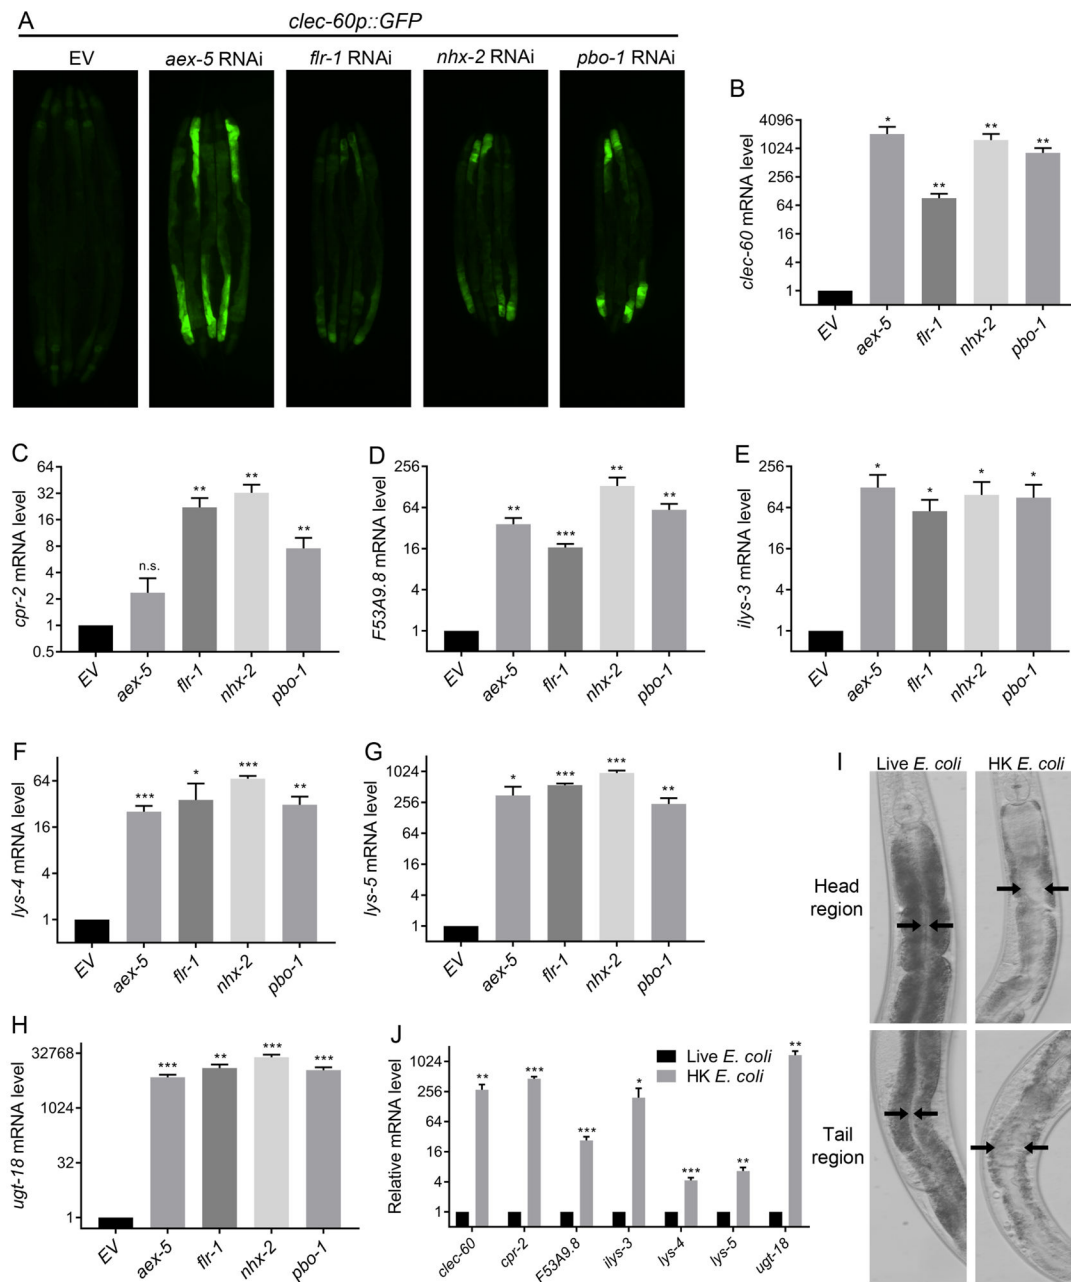 A
clec-60p::GFP
EV
aex-5 RNAi
flr-1 RNAi
nhx-2 RNAi
pbo-1 RNAi
B
clec-60 mRNA level
4096
1024
256
64
16
4
1
*
**
**
**
EV
aex-5
flr-1
nhx-2
pbo-1
C
cpr-2 mRNA level
64
32
16
8
4
2
1
0.5
n.s.
**
**
**
EV
aex-5
flr-1
nhx-2
pbo-1
D
F53A9.8 mRNA level
256
64
16
4
1
**
***
**
**
EV
aex-5
flr-1
nhx-2
pbo-1
E
ilys-3 mRNA level
256
64
16
4
1
*
*
*
*
EV
aex-5
flr-1
nhx-2
pbo-1
F
lys-4 mRNA level
64
16
4
1
***
*
***
**
EV
aex-5
flr-1
nhx-2
pbo-1
G
lys-5 mRNA level
1024
256
64
16
4
1
*
***
***
**
EV
aex-5
flr-1
nhx-2
pbo-1
H
ugt-18 mRNA level
32768
1024
32
1
***
**
***
***
EV
aex-5
flr-1
nhx-2
pbo-1
I
Live E. coli
HK E. coli
Head
region
Tail
region
J
Relative mRNA level
1024
256
64
16
4
1
Live E. coli
HK E. coli
**
***
***
*
***
**
**
clec-60
cpr-2
F53A9.8
ilys-3
lys-4
lys-5
ugt-18